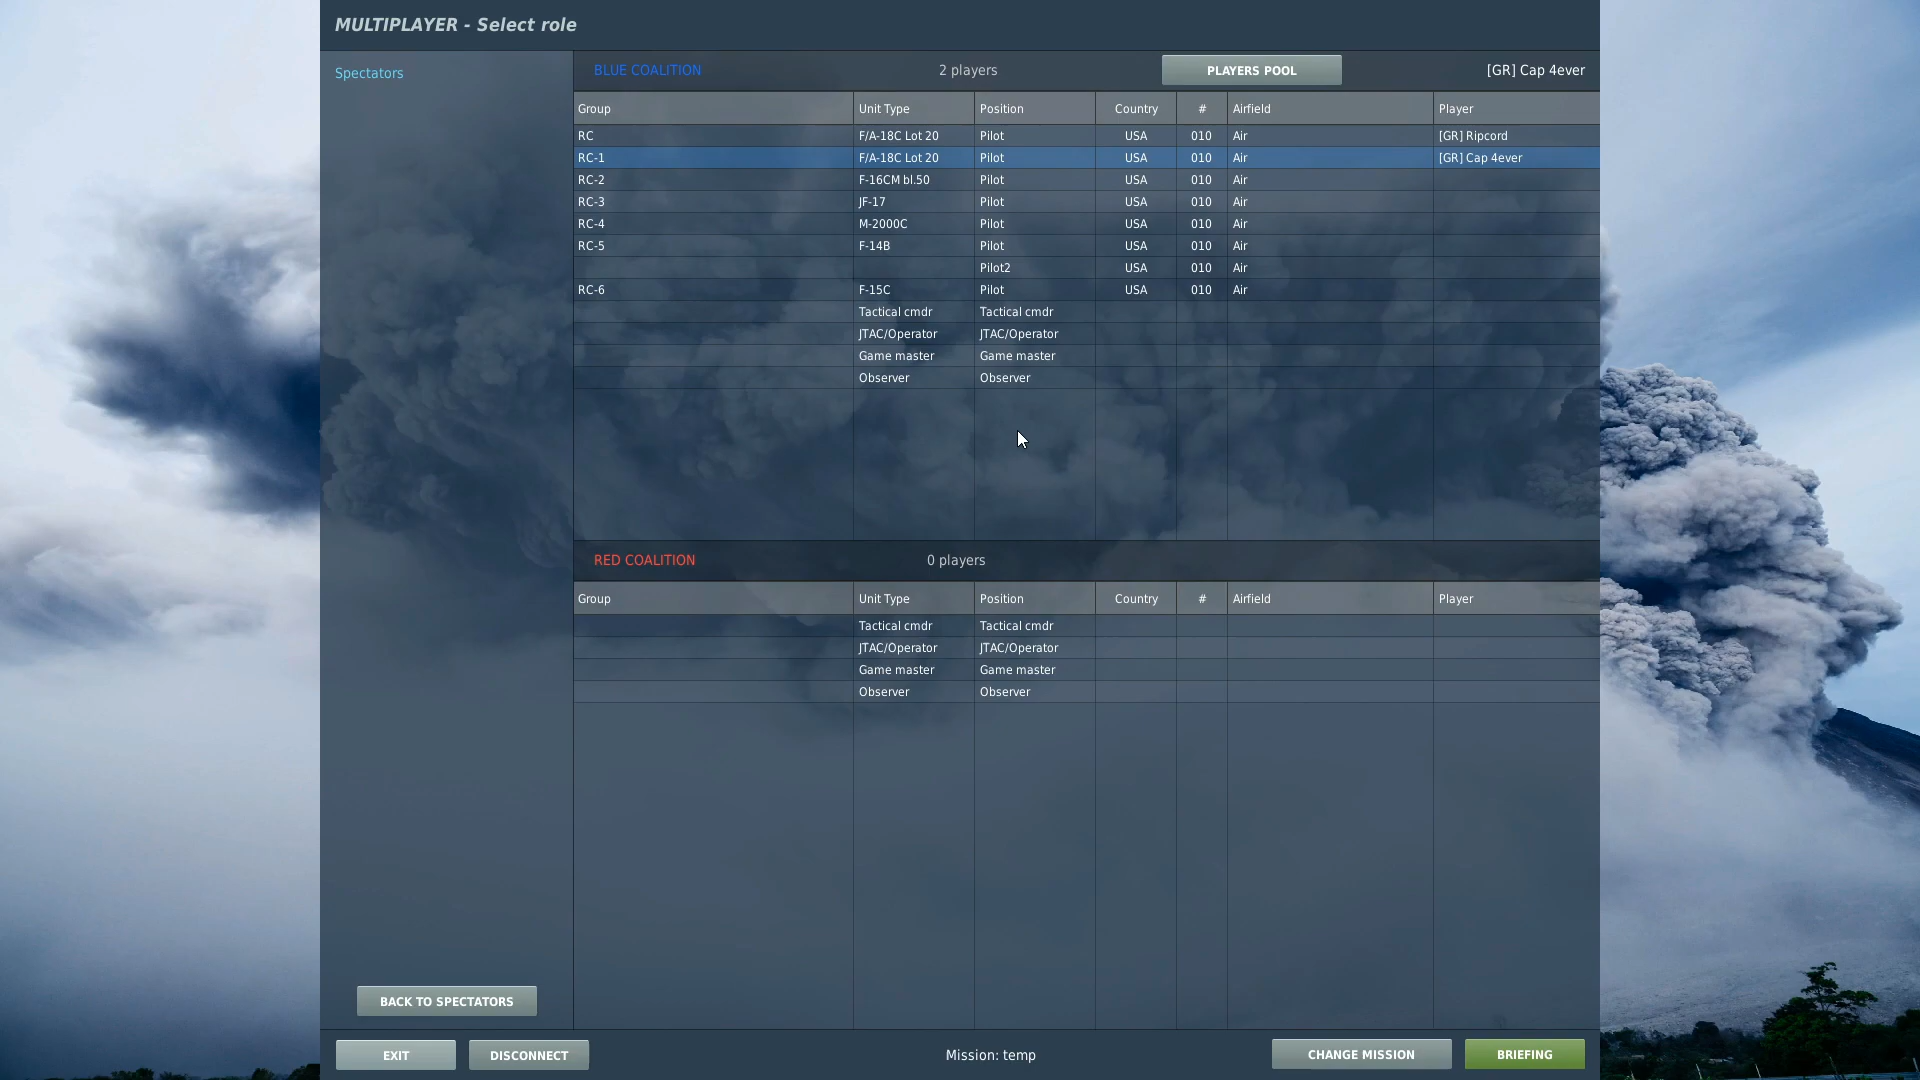 MULTIPLAYER - Select role
Spectators
BLUE COALITION 2 players PLAYERS POOL [GR] Cap 4ever
Group Unit Type Position Country # Airfield Player
RC F/A-18C Lot 20 Pilot USA 010 Air [GR] Ripcord
RC-1 F/A-18C Lot 20 Pilot USA 010 Air [GR] Cap 4ever
RC-2 F-16CM bl.50 Pilot USA 010 Air
RC-3 JF-17 Pilot USA 010 Air
RC-4 M-2000C Pilot USA 010 Air
RC-5 F-14B Pilot USA 010 Air
Pilot2 USA 010 Air
RC-6 F-15C Pilot USA 010 Air
Tactical cmdr Tactical cmdr
JTAC/Operator JTAC/Operator
Game master Game master
Observer Observer
RED COALITION 0 players
Group Unit Type Position Country # Airfield Player
Tactical cmdr Tactical cmdr
JTAC/Operator JTAC/Operator
Game master Game master
Observer Observer
BACK TO SPECTATORS
EXIT DISCONNECT Mission: temp CHANGE MISSION BRIEFING